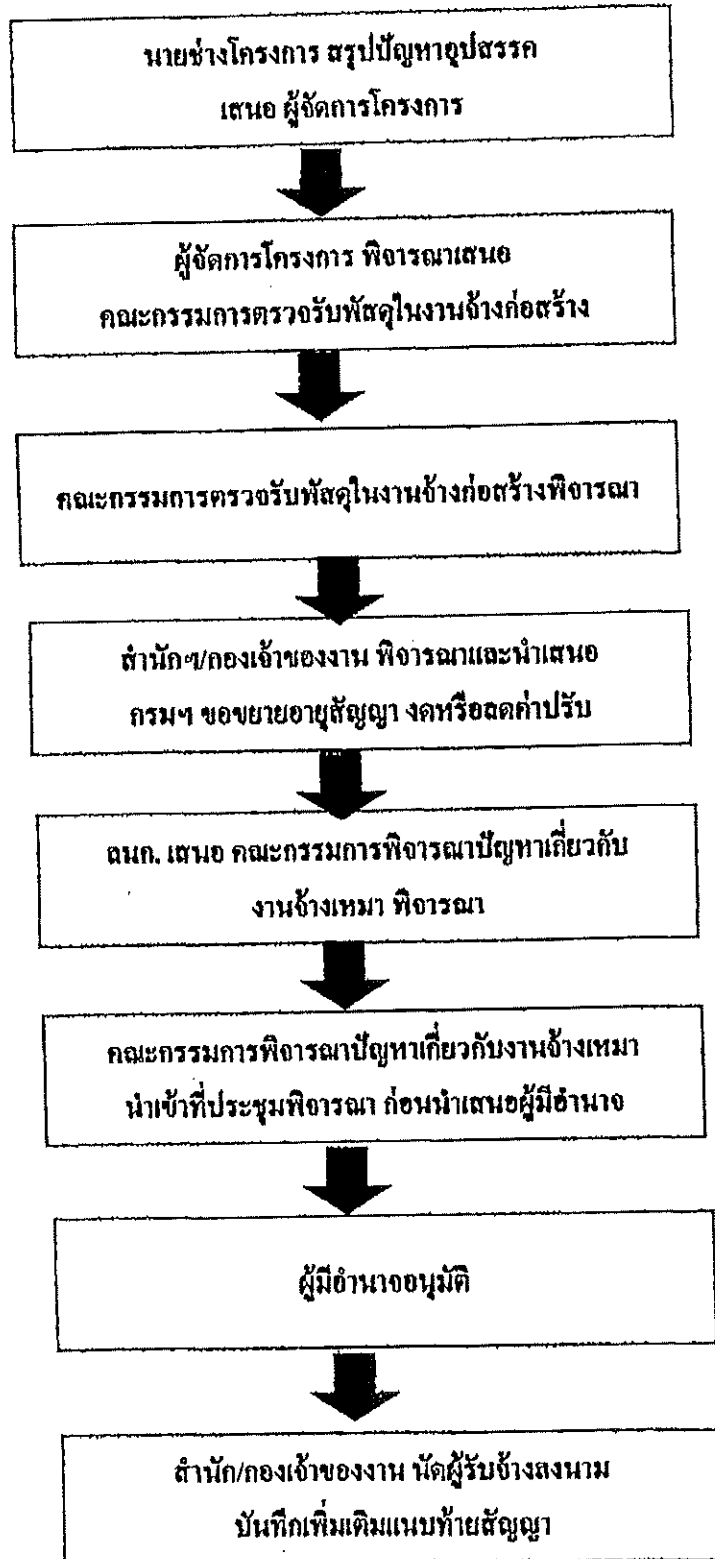 นายช่างโครงการ สรุปปัญหาอุปสรรค
เสนอ ผู้จัดการโครงการ
ผู้จัดการโครงการ พิจารณาเสนอ
คณะกรรมการตรวจรับพัสดุในงานจ้างก่อสร้าง
คณะกรรมการตรวจรับพัสดุในงานจ้างก่อสร้างพิจารณา
สำนักฯ/กองเจ้าของงาน พิจารณาและนำเสนอ
กรมฯ ขอขยายอายุสัญญา งดหรือลดค่าปรับ
สนก. เสนอ คณะกรรมการพิจารณาปัญหาเกี่ยวกับ
งานจ้างเหมา พิจารณา
คณะกรรมการพิจารณาปัญหาเกี่ยวกับงานจ้างเหมา
นำเข้าที่ประชุมพิจารณา ก่อนนำเสนอผู้มีอำนาจ
ผู้มีอำนาจอนุมัติ
สำนัก/กองเจ้าของงาน นัดผู้รับจ้างลงนาม
บันทึกเพิ่มเติมแนบท้ายสัญญา